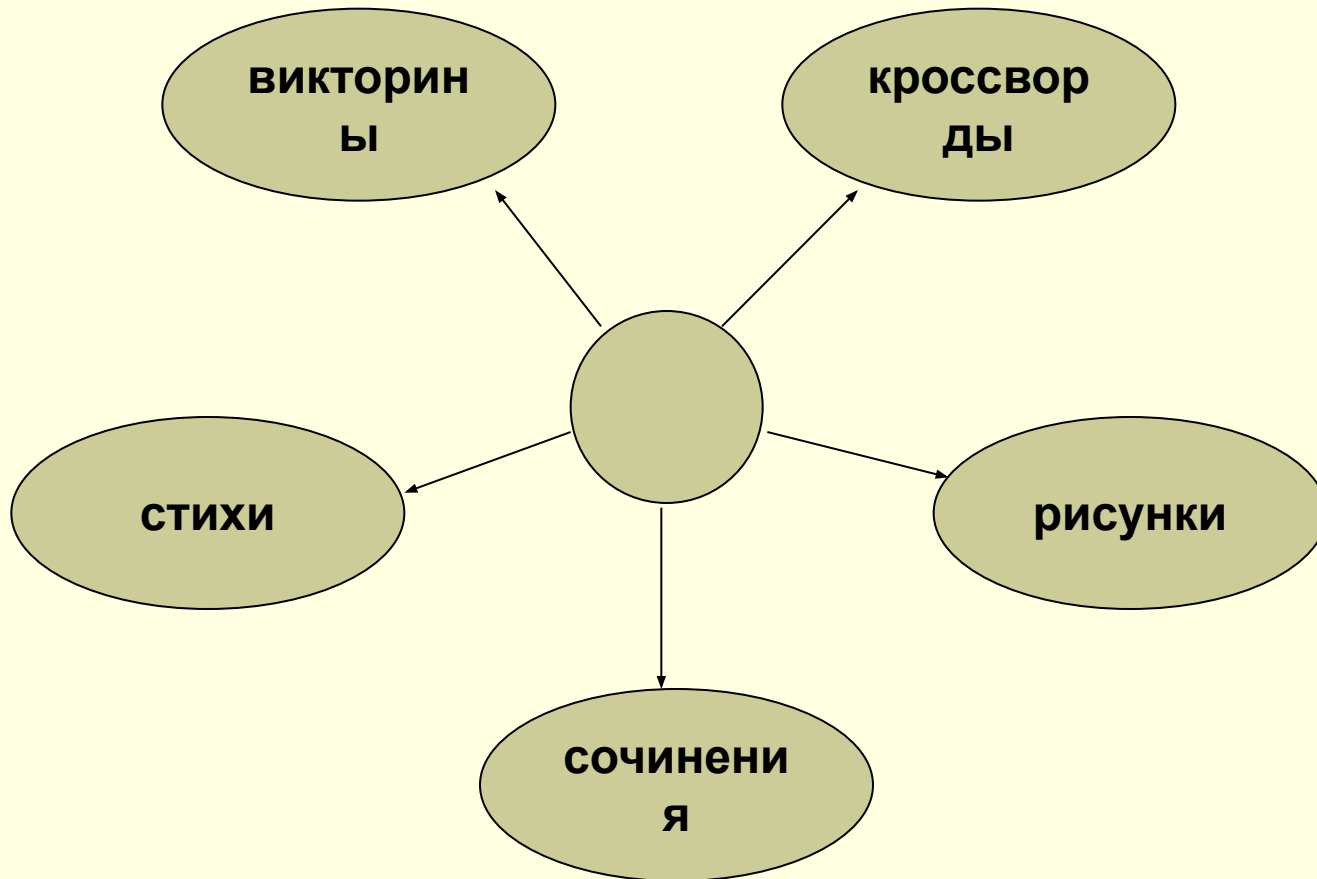 викторин
ы
кроссвор
ды
стихи
рисунки
сочинени
я